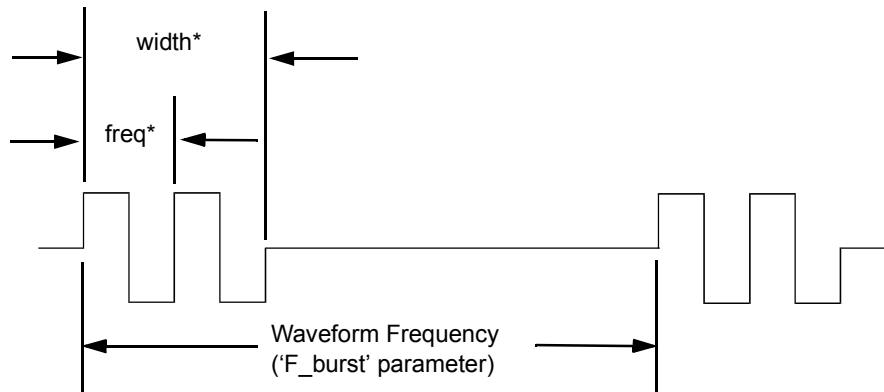 width*
freq*
Waveform Frequency
(‘F_burst’ parameter)